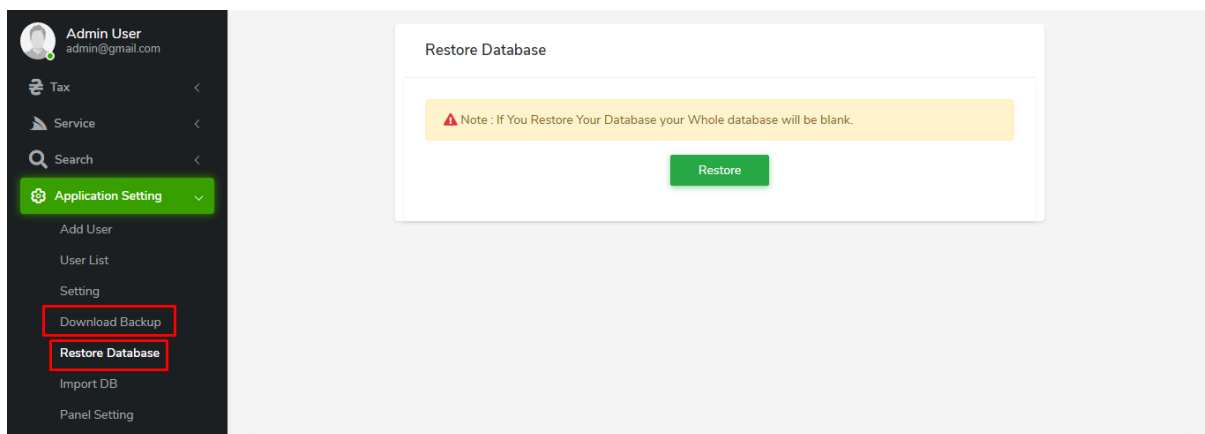 Admin User
admin@gmail.com
Tax
Service
Search
Application Setting
Add User
User List
Setting
Download Backup
Restore Database
Import DB
Panel Setting
Restore Database
Note : If You Restore Your Database your Whole database will be blank.
Restore